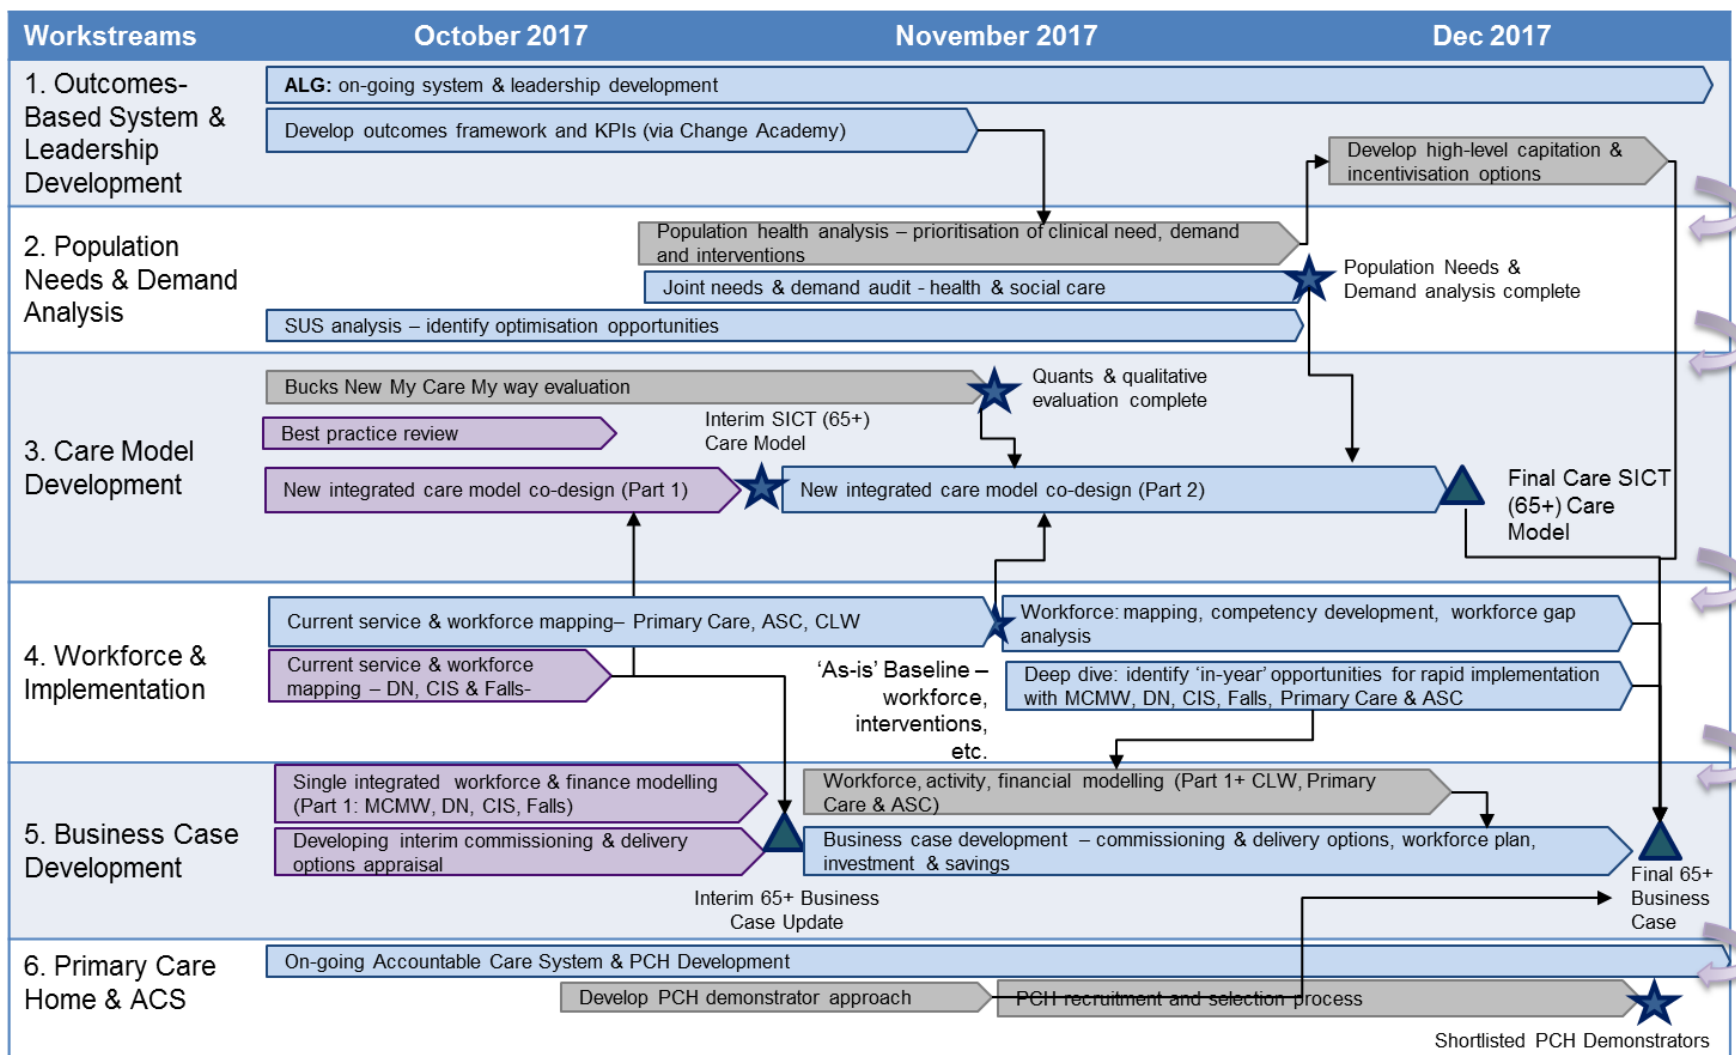 Workstreams
October 2017
November 2017
Dec 2017
1. Outcomes-
Based System &
Leadership
Development
ALG: on-going system & leadership development
Develop outcomes framework and KPIs (via Change Academy)
Develop high-level capitation &
incentivisation options
2. Population
Needs & Demand
Analysis
Population health analysis – prioritisation of clinical need, demand
and interventions
Joint needs & demand audit - health & social care
Population Needs &
Demand analysis complete
SUS analysis – identify optimisation opportunities
3. Care Model
Development
Bucks New My Care My way evaluation
Quants & qualitative
evaluation complete
Best practice review
Interim SICT (65+)
Care Model
New integrated care model co-design (Part 1)
New integrated care model co-design (Part 2)
Final Care SICT
(65+) Care
Model
4. Workforce &
Implementation
Current service & workforce mapping– Primary Care, ASC, CLW
Workforce: mapping, competency development, workforce gap
analysis
Current service & workforce
mapping – DN, CIS & Falls-
‘As-is’ Baseline –
workforce,
interventions,
etc.
Deep dive: identify ‘in-year’ opportunities for rapid implementation
with MCMW, DN, CIS, Falls, Primary Care & ASC
5. Business Case
Development
Single integrated workforce & finance modelling
(Part 1: MCMW, DN, CIS, Falls)
Workforce, activity, financial modelling (Part 1+ CLW, Primary
Care & ASC)
Developing interim commissioning & delivery
options appraisal
Business case development – commissioning & delivery options, workforce plan,
investment & savings
Interim 65+ Business
Case Update
Final 65+
Business
Case
6. Primary Care
Home & ACS
On-going Accountable Care System & PCH Development
Develop PCH demonstrator approach
PCH recruitment and selection process
Shortlisted PCH Demonstrators